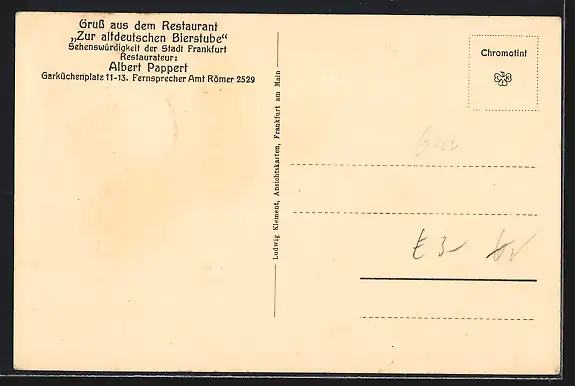 Gruß aus dem Restaurant
„Zur altdeutschen Bierstube“
Sehenswürdigkeit der Stadt Frankfurt
Restaurateur:
Albert Pappert
Garküchenplatz 11-13. Fernsprecher Amt Römer 2529
Ludwig Klement, Ansichtskarten, Frankfurt am Main
Chromotint